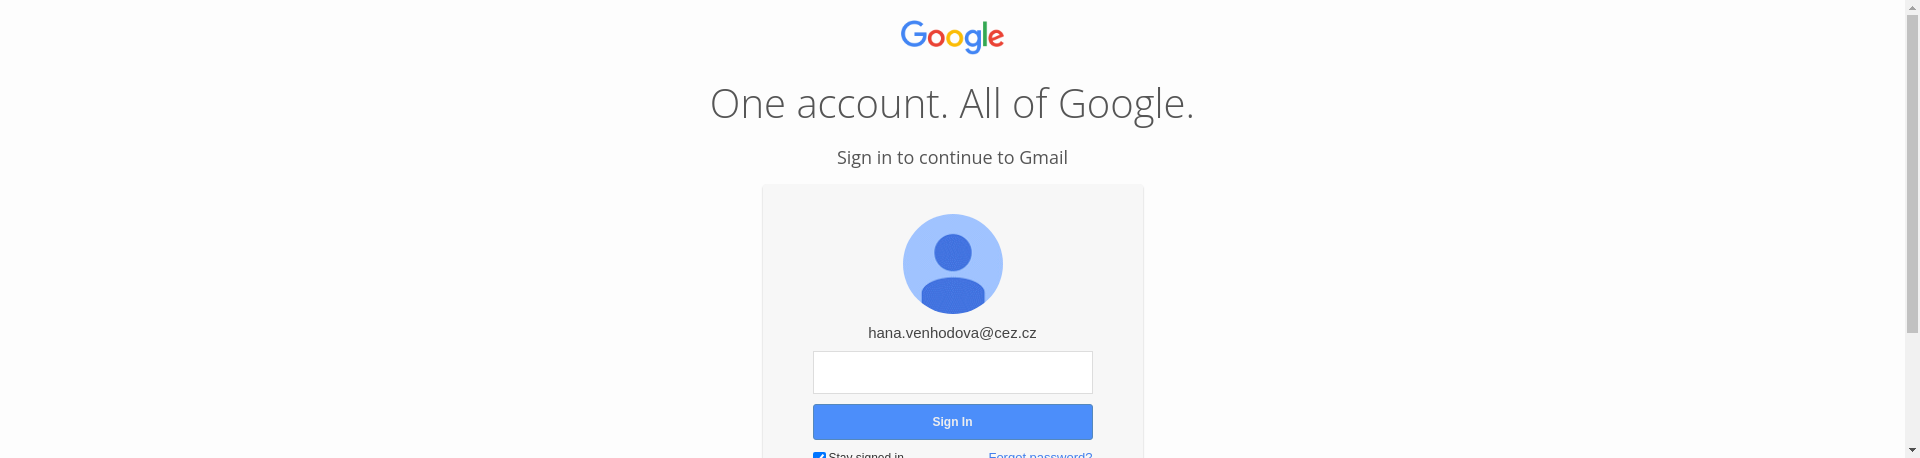 Google
One account. All of Google.
Sign in to continue to Gmail
hana.venhodova@cez.cz
Sign In
Stay signed in
Forgot password?